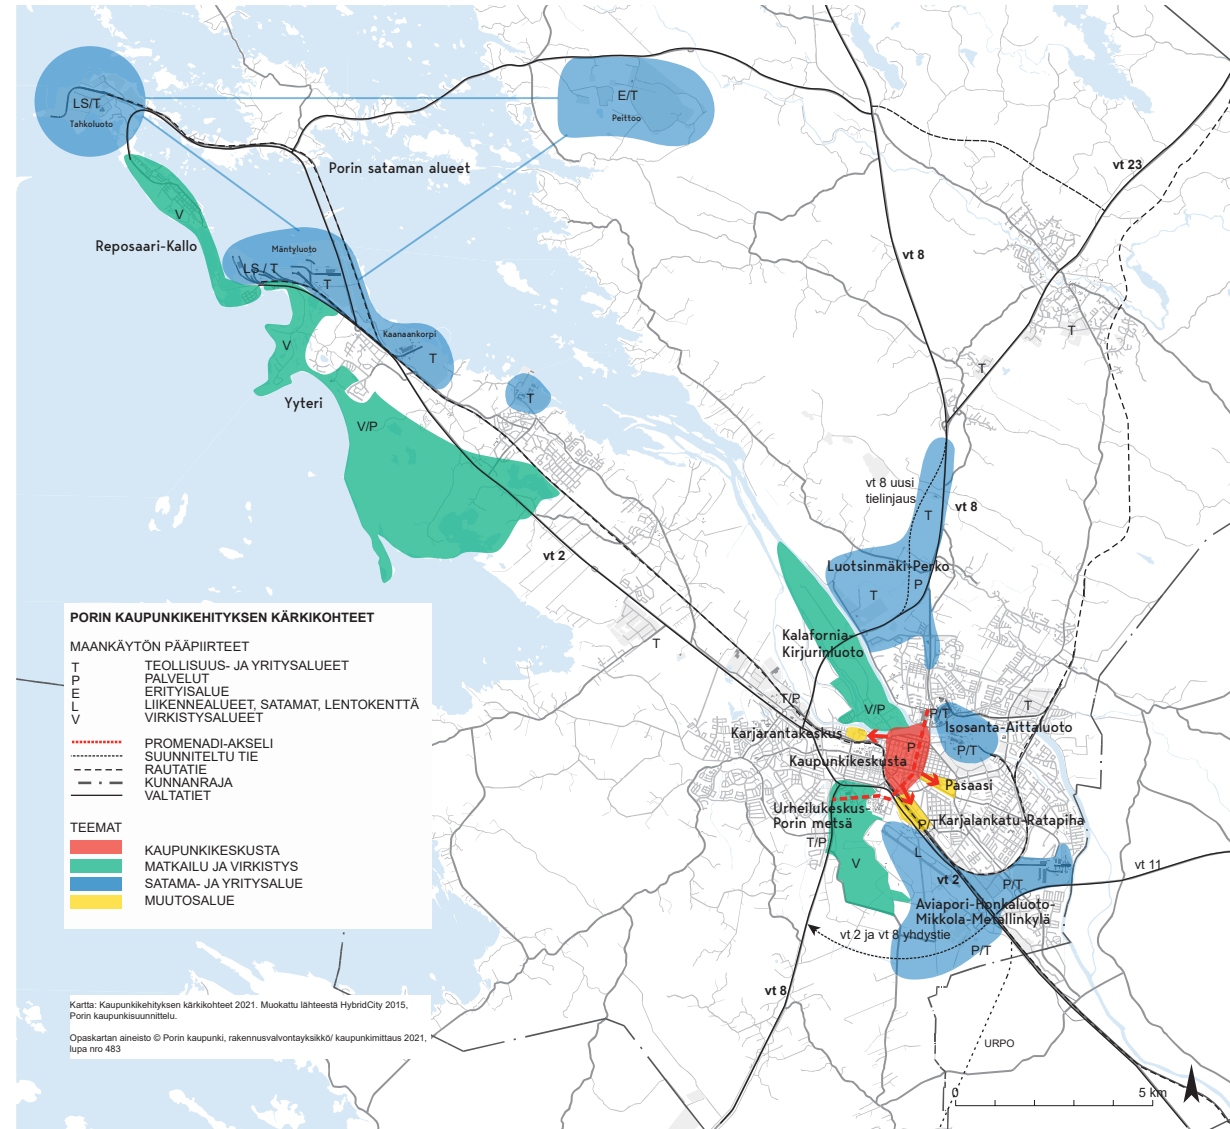 LS/T
Tahkoluoto
E/T
Peittoo
Porin sataman alueet
vt 23
V
Reposaari-Kallo
Mäntyluoto
LS / T
T
vt 8
Kaanaankorpi
T
V
T
T
Yyteri
T
V/P
vt 8 uusi
tielinjaus
T
vt 8
vt 2
Luotsinmäki-Perko
P
T
Kalafornia-
Kirjurinluoto
T
T/P
V/P
P/T
T
Isosanta-Aittaluoto
Karjarantakeskus
P
P/T
Kaupunkikeskusta
Pasaasi
Urheilukeskus-
Porin metsä
P/T
Karjalankatu-Ratapiha
T/P
L
V
vt 2
vt 11
P/T
Aviapori-Honkaluoto-
Mikkola-Metallinkylä
vt 2 ja vt 8 yhdystie
P/T
vt 8
URPO
0
5 km
PORIN KAUPUNKIKEHITYKSEN KÄRKIKOHTEET
MAANKÄYTÖN PÄÄPIIRTEET
T TEOLLISUUS- JA YRITYSALUEET
P PALVELUT
E ERITYISALUE
L LIIKENNEALUEET, SATAMAT, LENTOKENTTÄ
V VIRKISTYSALUEET
PROMENADI-AKSELI
SUUNNITELTU TIE
RAUTATIE
KUNNANRAJA
VALTATIET
TEEMAT
KAUPUNKIKESKUSTA
MATKAILU JA VIRKISTYS
SATAMA- JA YRITYSALUE
MUUTOSALUE
Kartta: Kaupunkikehityksen kärkikohteet 2021. Muokattu lähteestä HybridCity 2015,
Porin kaupunkisuunnittelu.
Opaskartan aineisto © Porin kaupunki, rakennusvalvontayksikkö/ kaupunkimittaus 2021,
lupa nro 483